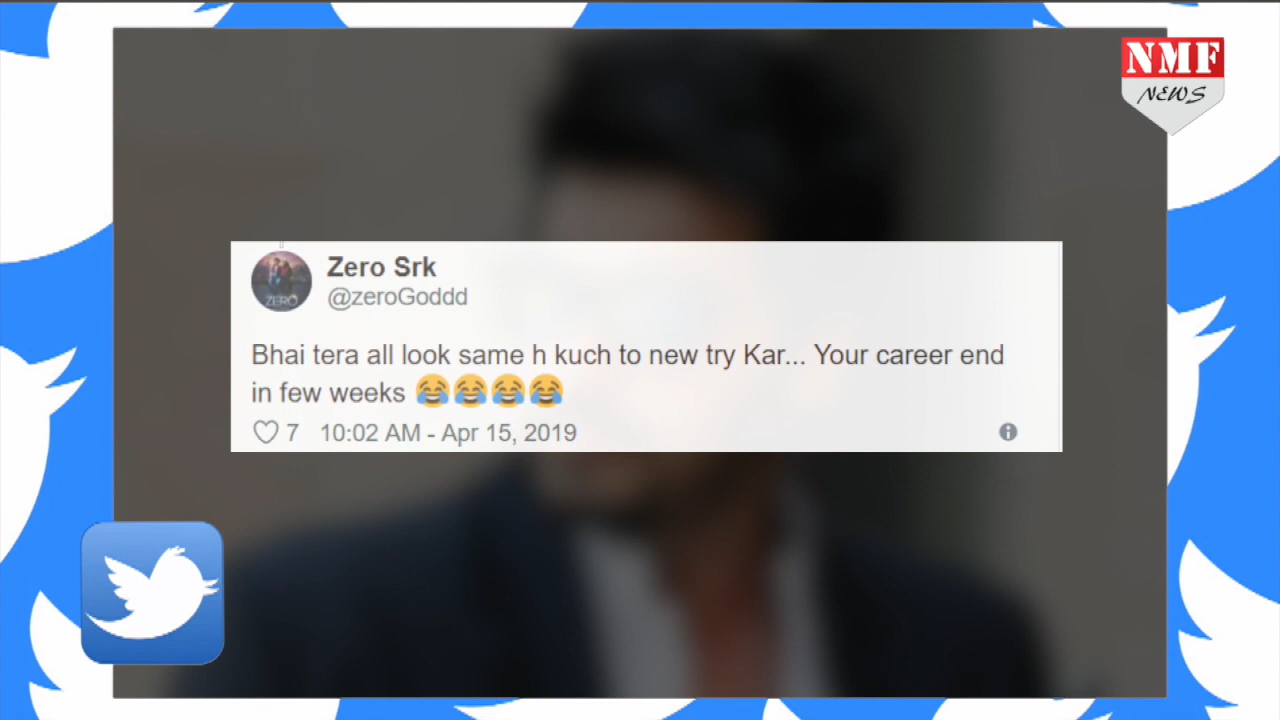 NMF
NEWS
Zero Srk
@zeroGoddd
ZERO
Bhai tera all look same h kuch to new try Kar... Your career end
in few weeks 😂😂😂😂
7 10:02 AM - Apr 15, 2019